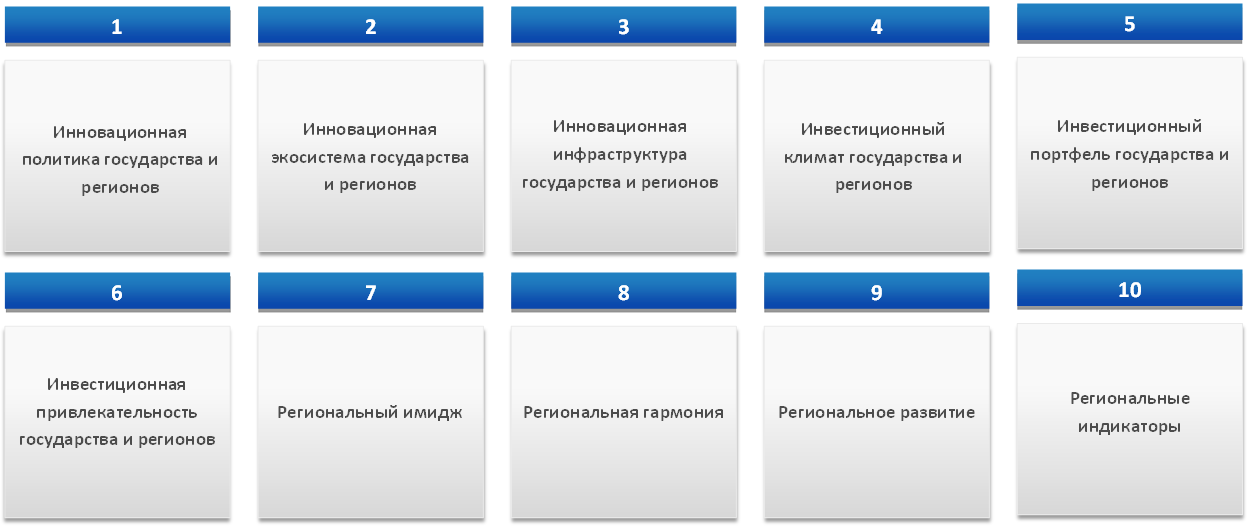 1
Инновационная
политика государства и
регионов
2
Инновационная
экосистема государства
и регионов
3
Инновационная
инфраструктура
государства и регионов
4
Инвестиционный
климат государства и
регионов
5
Инвестиционный
портфель государства и
регионов
6
Инвестиционная
привлекательность
государства и регионов
7
Региональный имидж
8
Региональная гармония
9
Региональное развитие
10
Региональные
индикаторы